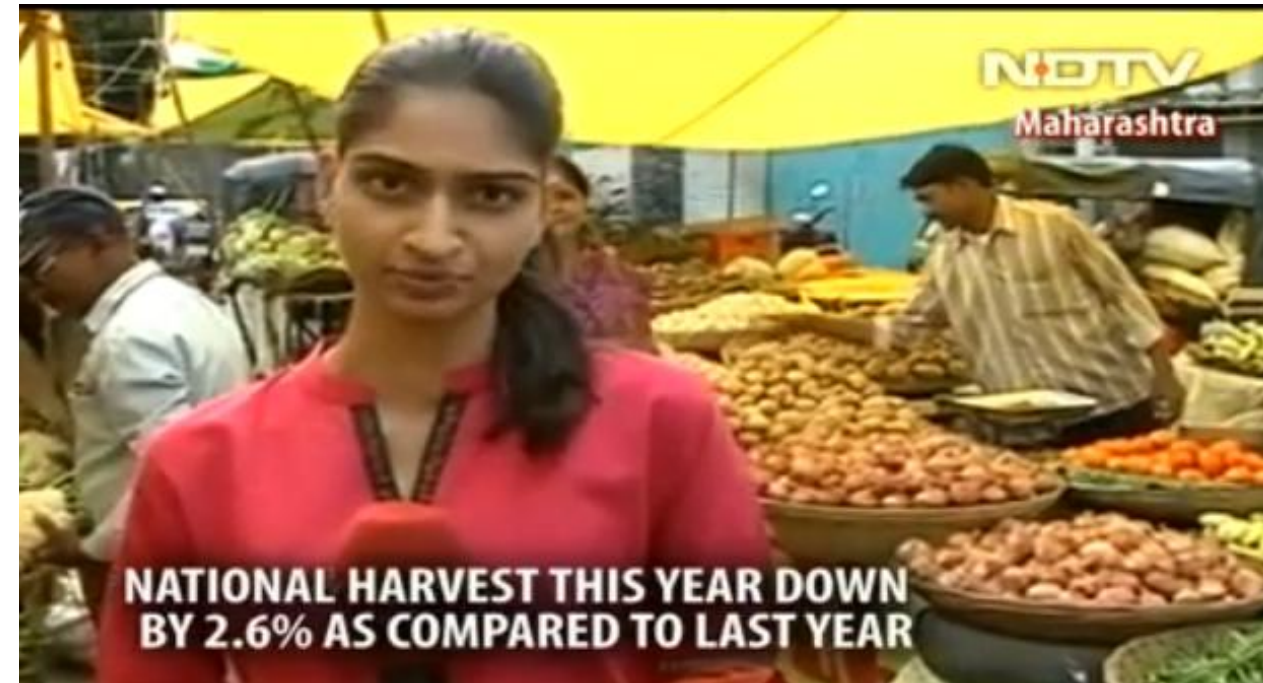 NDTV
Maharashtra
NATIONAL HARVEST THIS YEAR DOWN
BY 2.6% AS COMPARED TO LAST YEAR